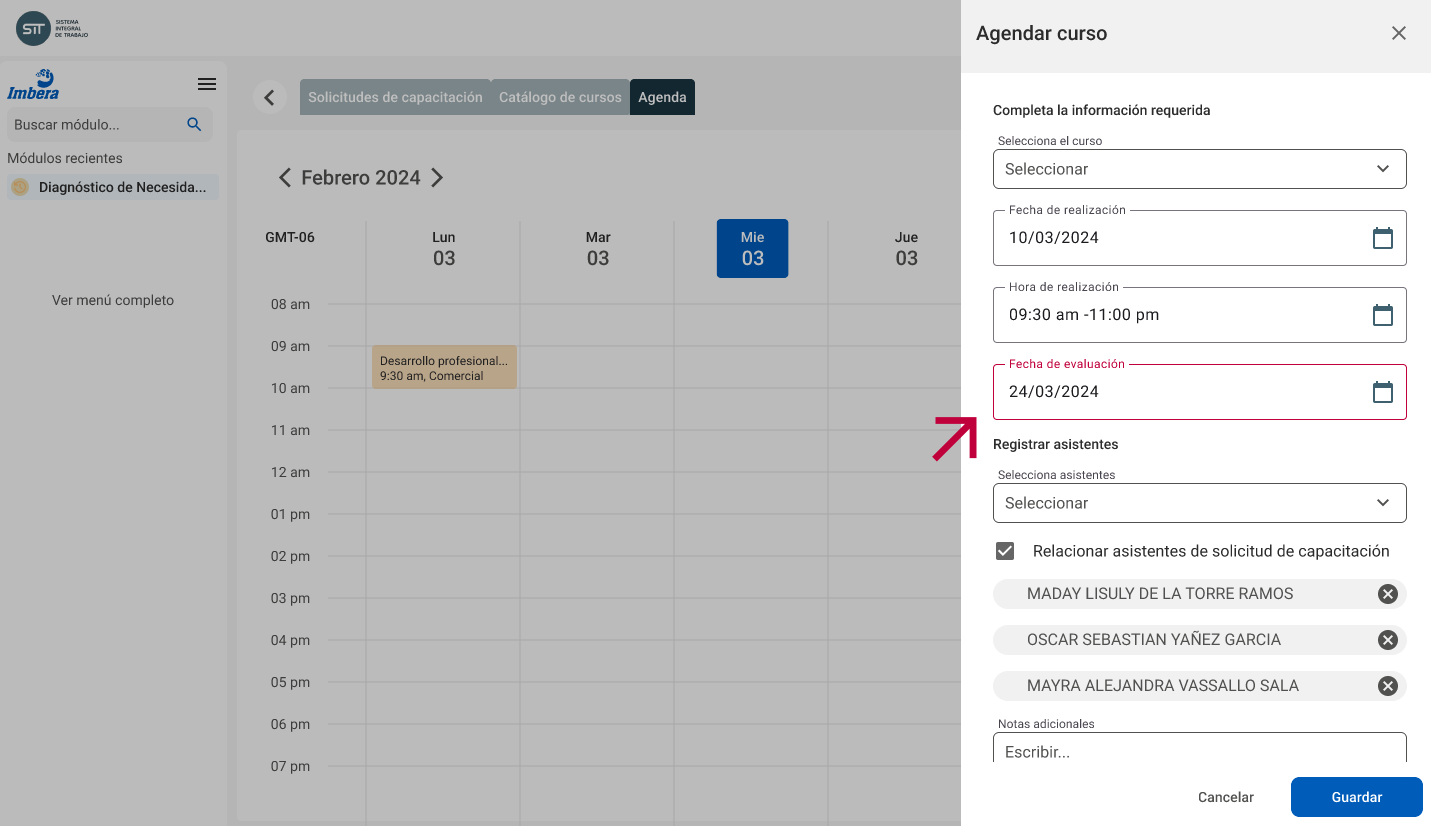 SiT
SISTEMA
INTEGRAL
DE TRABAJO
Imbera
Buscar módulo...
Módulos recientes
Diagnóstico de Necesida...
Ver menú completo
Solicitudes de capacitación
Catálogo de cursos
Agenda
Febrero 2024
GMT-06
Lun
03
Mar
03
Mie
03
Jue
03
08 am
09 am
10 am
11 am
12 am
01 pm
02 pm
03 pm
04 pm
05 pm
06 pm
07 pm
Desarrollo profesional...
9:30 am, Comercial
Agendar curso
Completa la información requerida
Selecciona el curso
Seleccionar
Fecha de realización
10/03/2024
Hora de realización
09:30 am -11:00 pm
Fecha de evaluación
24/03/2024
Registrar asistentes
Selecciona asistentes
Seleccionar
Relacionar asistentes de solicitud de capacitación
MADAY LISULY DE LA TORRE RAMOS
OSCAR SEBASTIAN YAÑEZ GARCIA
MAYRA ALEJANDRA VASSALLO SALA
Notas adicionales
Escribir...
Cancelar
Guardar